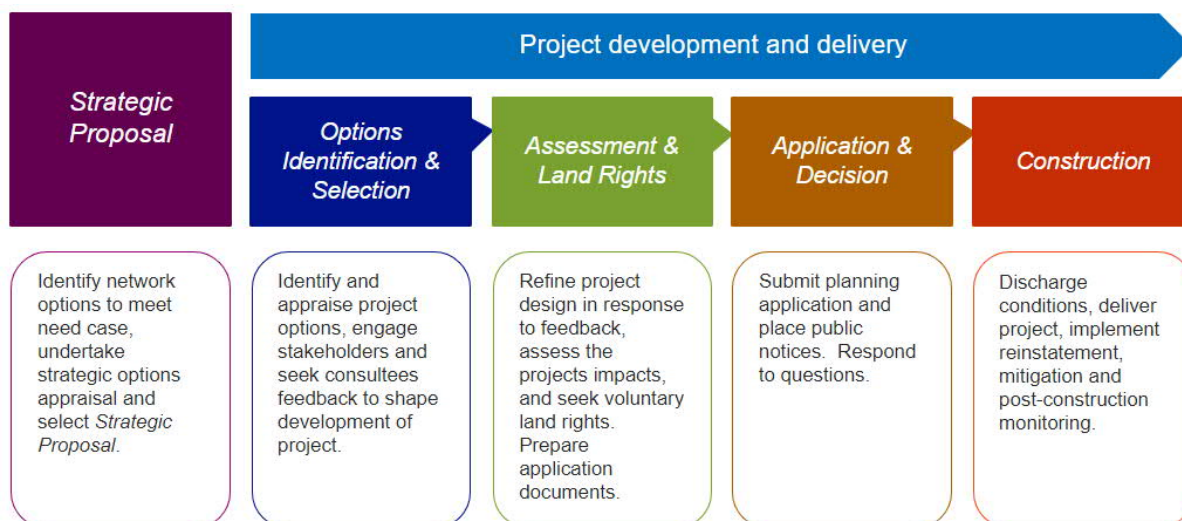 Strategic
Proposal
Project development and delivery
Options
Identification &
Selection
Assessment &
Land Rights
Application &
Decision
Construction
Identify network
options to meet
need case,
undertake
strategic options
appraisal and
select Strategic
Proposal.
Identify and
appraise project
options, engage
stakeholders and
seek consultees
feedback to shape
development of
project.
Refine project
design in response
to feedback,
assess the
projects impacts,
and seek voluntary
land rights.
Prepare
application
documents.
Submit planning
application and
place public
notices. Respond
to questions.
Discharge
conditions, deliver
project, implement
reinstatement,
mitigation and
post-construction
monitoring.